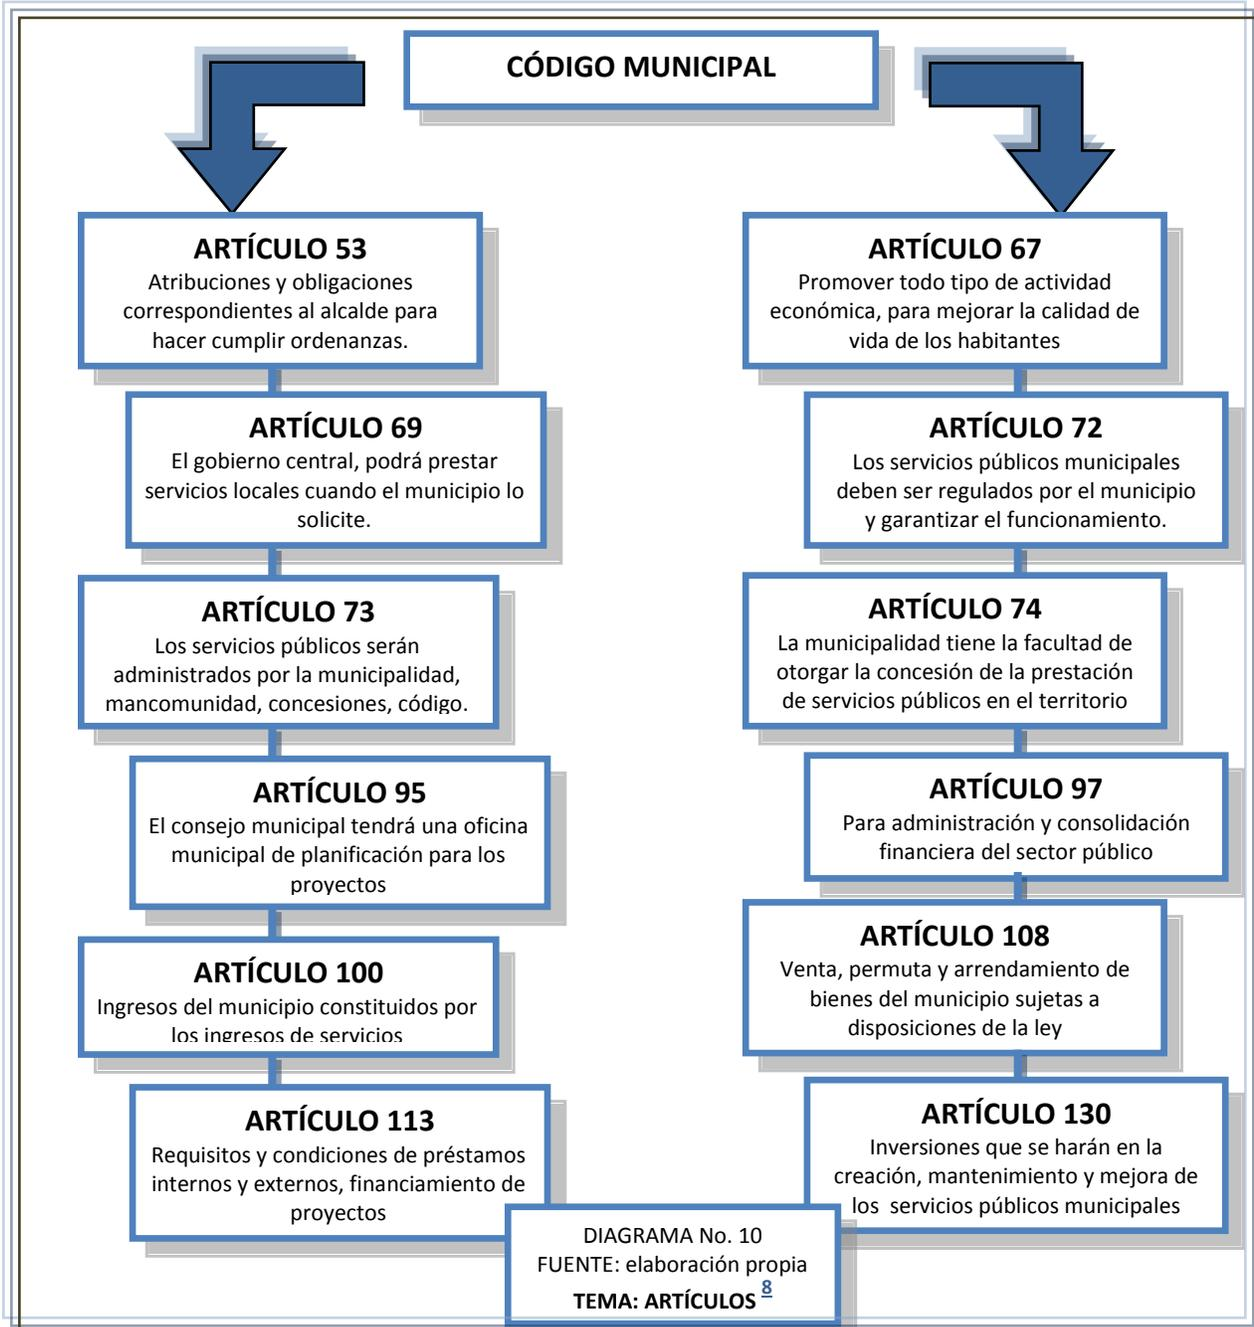 CÓDIGO MUNICIPAL
ARTÍCULO 53
Atribuciones y obligaciones
correspondientes al alcalde para
hacer cumplir ordenanzas.
ARTÍCULO 69
El gobierno central, podrá prestar
servicios locales cuando el municipio lo
solicite.
ARTÍCULO 73
Los servicios públicos serán
administrados por la municipalidad,
mancomunidad, concesiones, código.
ARTÍCULO 95
El consejo municipal tendrá una oficina
municipal de planificación para los
proyectos
ARTÍCULO 100
Ingresos del municipio constituidos por
los ingresos de servicios
ARTÍCULO 113
Requisitos y condiciones de préstamos
internos y externos, financiamiento de
proyectos
ARTÍCULO 67
Promover todo tipo de actividad
económica, para mejorar la calidad de
vida de los habitantes
ARTÍCULO 72
Los servicios públicos municipales
deben ser regulados por el municipio
y garantizar el funcionamiento.
ARTÍCULO 74
La municipalidad tiene la facultad de
otorgar la concesión de la prestación
de servicios públicos en el territorio
ARTÍCULO 97
Para administración y consolidación
financiera del sector público
ARTÍCULO 108
Venta, permuta y arrendamiento de
bienes del municipio sujetas a
disposiciones de la ley
ARTÍCULO 130
Inversiones que se harán en la
creación, mantenimiento y mejora de
los servicios públicos municipales
DIAGRAMA No. 10
FUENTE: elaboración propia
TEMA: ARTÍCULOS 8